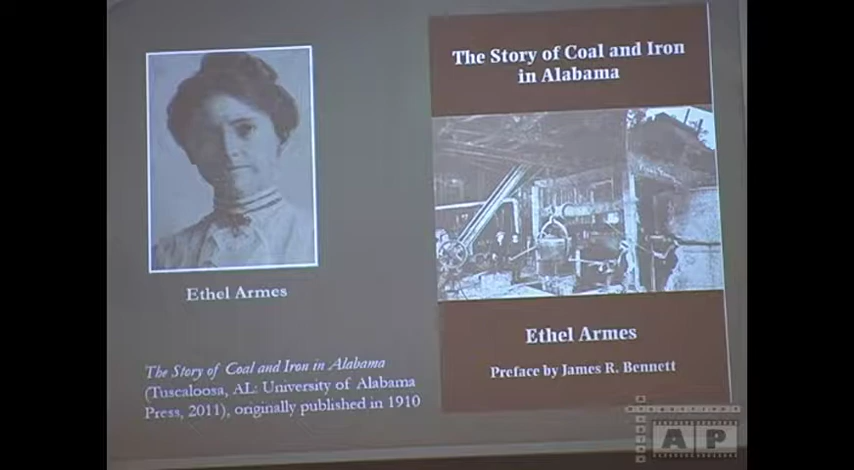 The Story of Coal and Iron
in Alabama
Ethel Armes
Ethel Armes
Preface by James R. Bennett
The Story of Coal and Iron in Alabama
(Tuscaloosa, AL: University of Alabama
Press, 2011), originally published in 1910
AP